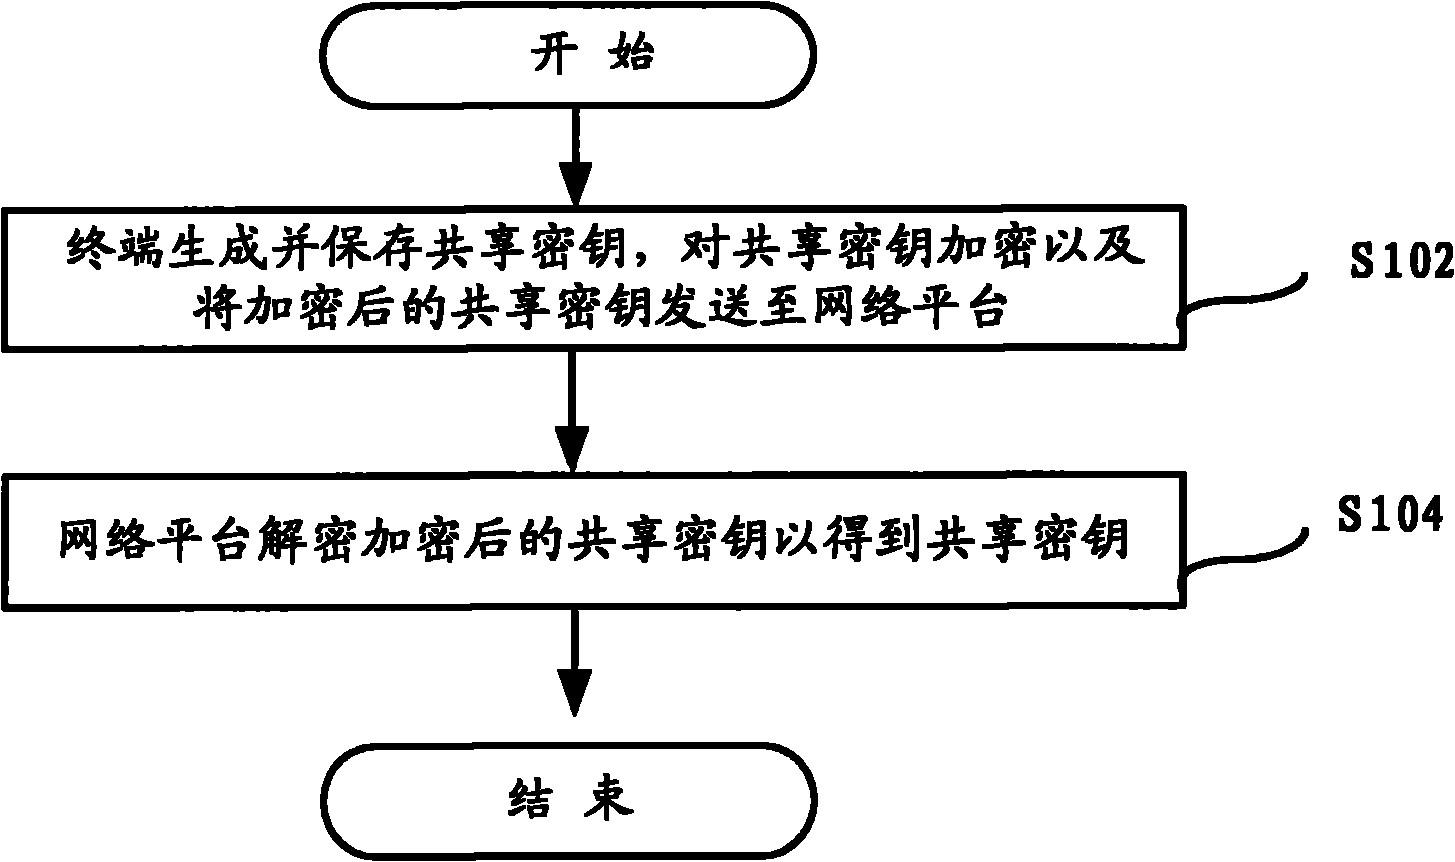 开 始
终端生成并保存共享密钥，对共享密钥加密以及
将加密后的共享密钥发送至网络平台
S102
网络平台解密加密后的共享密钥以得到共享密钥
S104
结 束